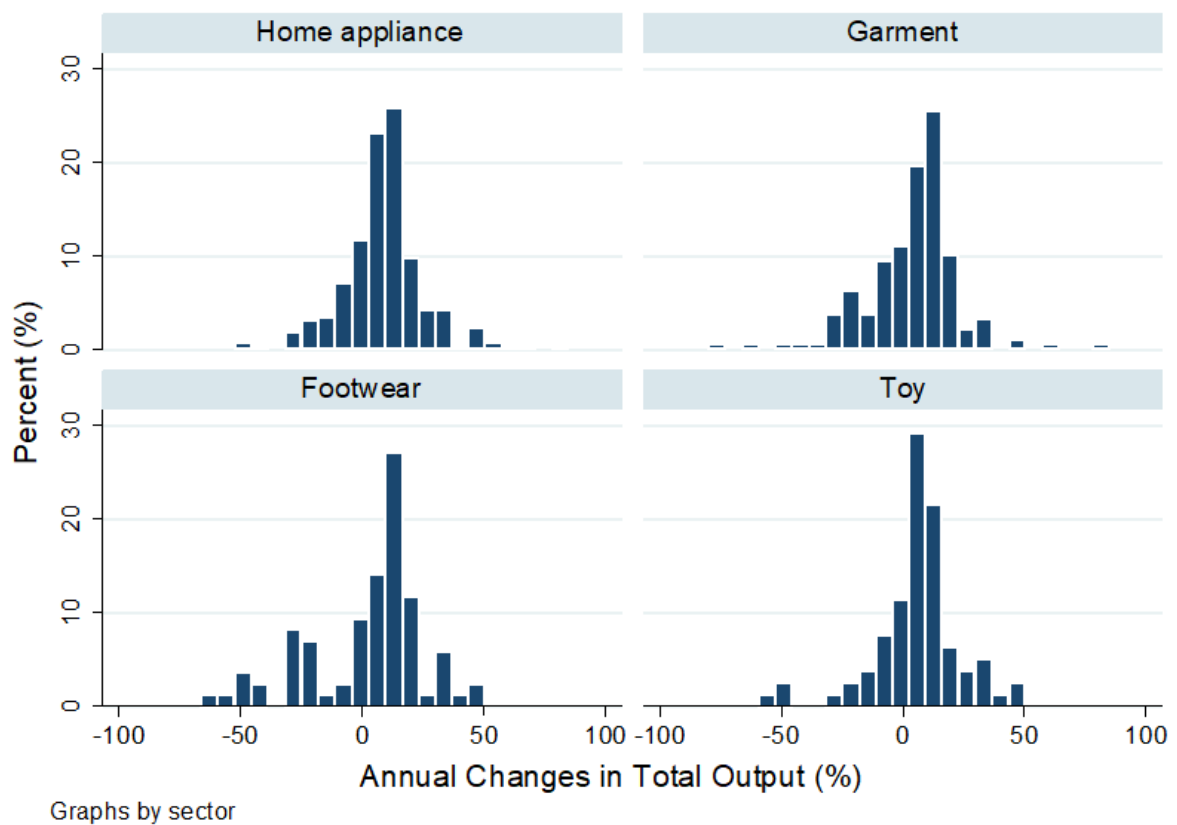 Home appliance
Garment
30
20
10
0
Footwear
Toy
30
20
10
0
Percent (%)
-100 -50 0 50 100 -100 -50 0 50 100
Annual Changes in Total Output (%)
Graphs by sector